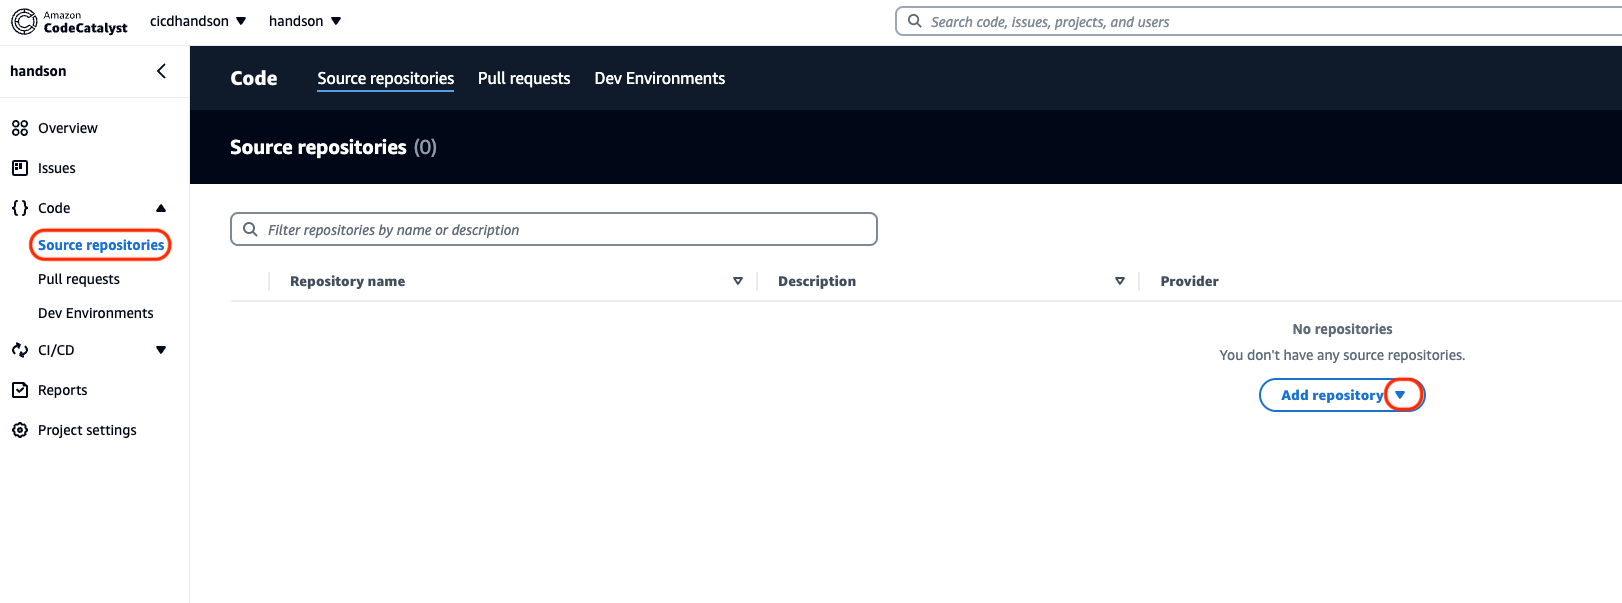 Amazon
CodeCatalyst
cicdhandson
handson
Search code, issues, projects, and users
handson
Overview
Issues
Code
Source repositories
Pull requests
Dev Environments
CI/CD
Reports
Project settings
Code
Source repositories
Pull requests
Dev Environments
Source repositories (0)
Filter repositories by name or description
Repository name
Description
Provider
No repositories
You don't have any source repositories.
Add repository